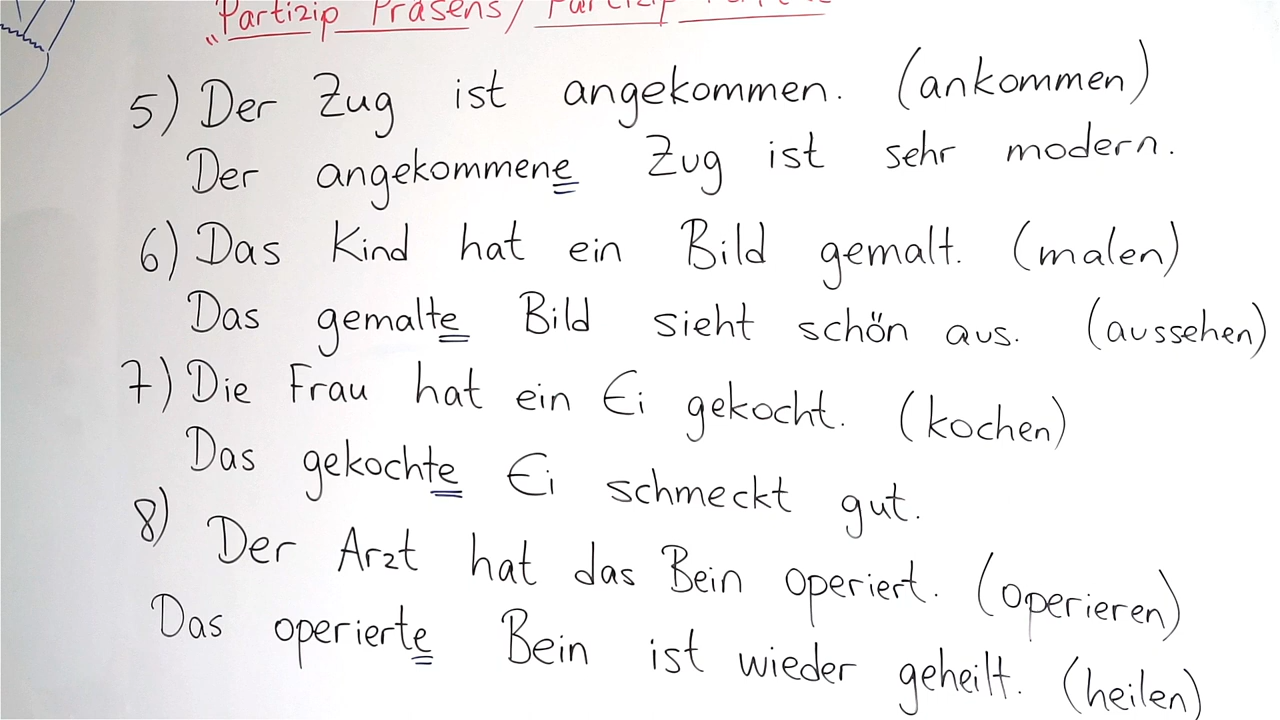 "Partizip Präsens / Partizip
5) Der Zug ist angekommen. (ankommen)
Der angekommene Zug ist sehr modern.
6) Das Kind hat ein Bild gemalt. (malen)
Das gemalte Bild sieht schön aus. (aussehen)
7) Die Frau hat ein Ei gekocht. (kochen)
Das gekochte Ei schmeckt gut.
8) Der Arzt hat das Bein operiert. (operieren)
Das operierte Bein ist wieder geheilt. (heilen)